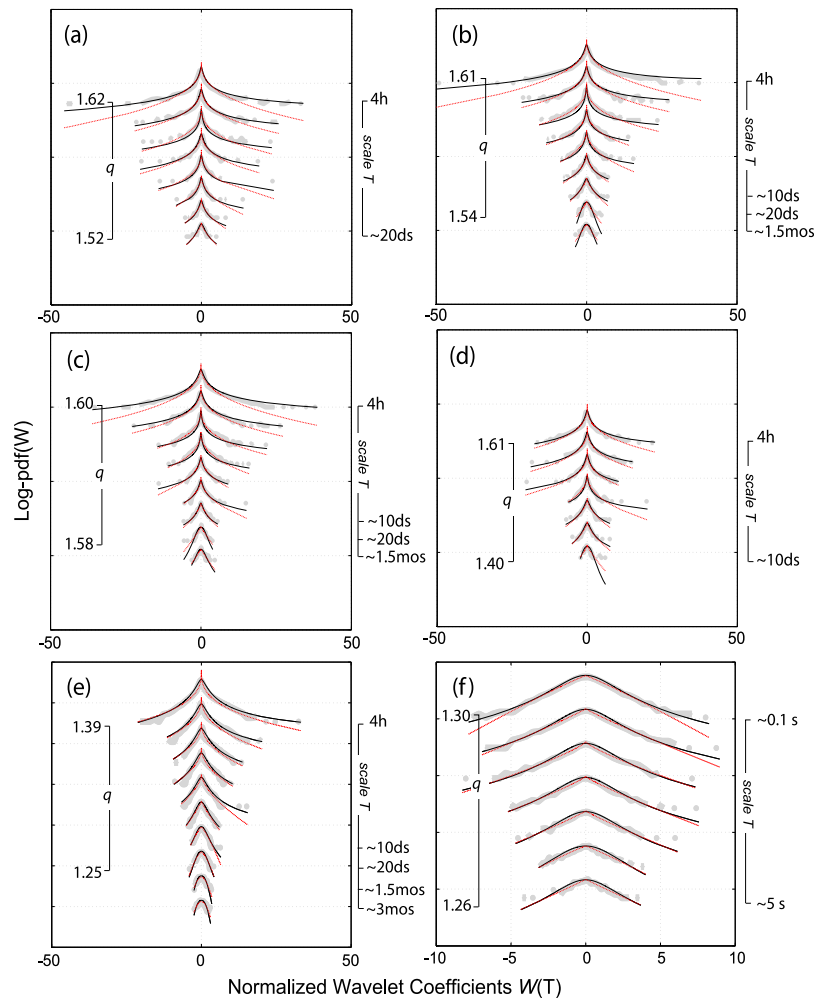 (a)
1.62
q
1.52
4h
scale T
~20ds
-50
0
50
(b)
1.61
q
1.54
4h
scale T
~10ds
~20ds
~1.5mos
-50
0
50
(c)
1.60
q
1.58
4h
scale T
~10ds
~20ds
~1.5mos
-50
0
50
(d)
1.61
q
1.40
4h
scale T
~10ds
-50
0
50
Log-pdf(W)
(e)
1.39
q
1.25
4h
scale T
~10ds
~20ds
~1.5mos
~3mos
-50
0
50
(f)
1.30
q
1.26
~0.1 s
scale T
~5 s
-10
-5
0
5
10
Normalized Wavelet Coefficients W(T)